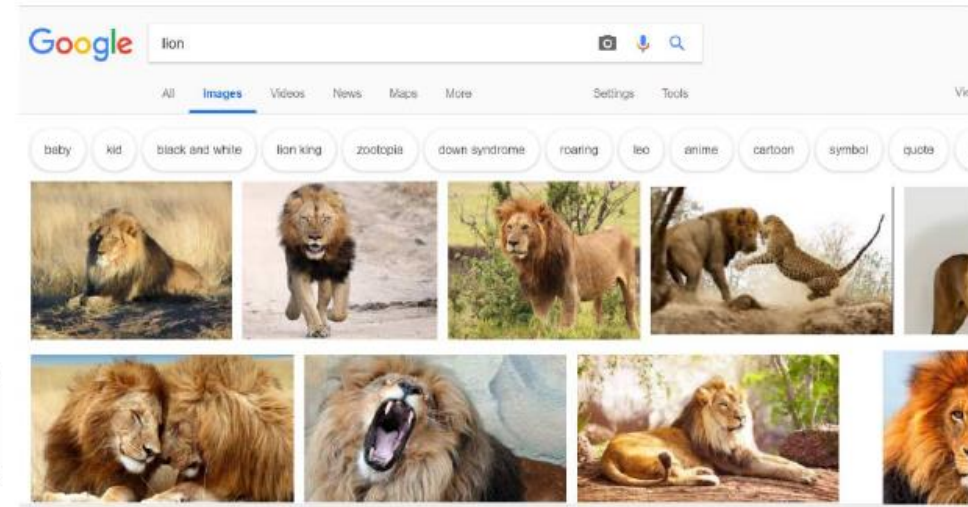 Google lion
All Images Videos News Maps More Settings Tools
baby kid black and white lion king zootopia down syndrome roaring leo anime cartoon symbol quote